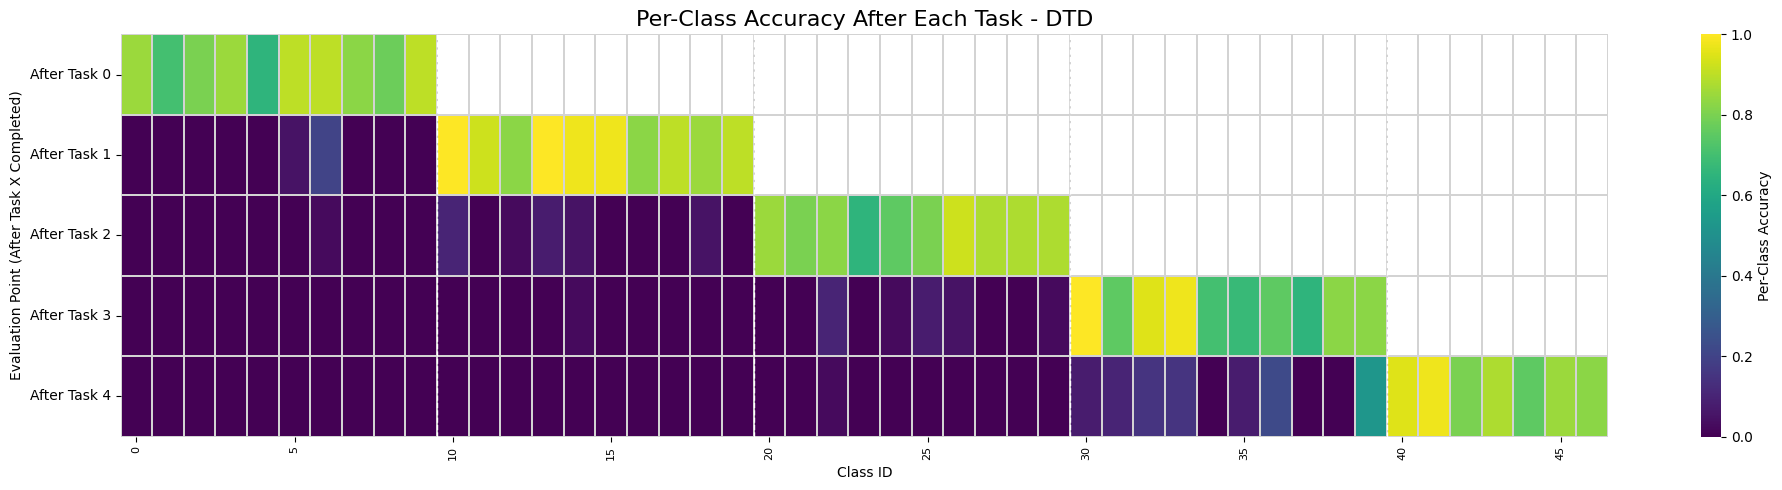 Per-Class Accuracy After Each Task - DTD
Evaluation Point (After Task X Completed)
After Task 0
After Task 1
After Task 2
After Task 3
After Task 4
0 5 10 15 20 25 30 35 40 45
Class ID
1.0
0.8
0.6
0.4
0.2
0.0
Per-Class Accuracy